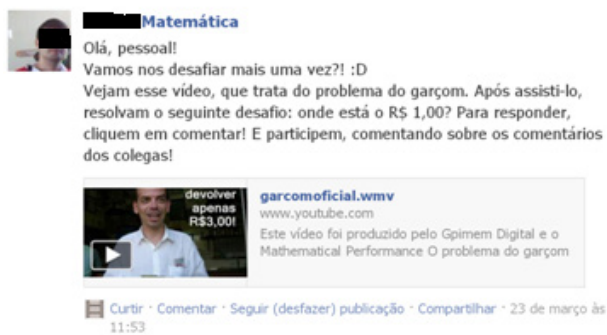 Matemática
Olá, pessoal!
Vamos nos desafiar mais uma vez?! :D
Vejam esse vídeo, que trata do problema do garçom. Após assisti-lo,
resolvam o seguinte desafio: onde está o R$ 1,00? Para responder,
cliquem em comentar! E participem, comentando sobre os comentários
dos colegas!
devolver
apenas
R$3,00!
garcomoficial.wmv
www.youtube.com
Este vídeo foi produzido pelo Gpimem Digital e o
Mathematical Performance O problema do garçom
Curtir · Comentar · Seguir (desfazer) publicação · Compartilhar · 23 de março às
11:53